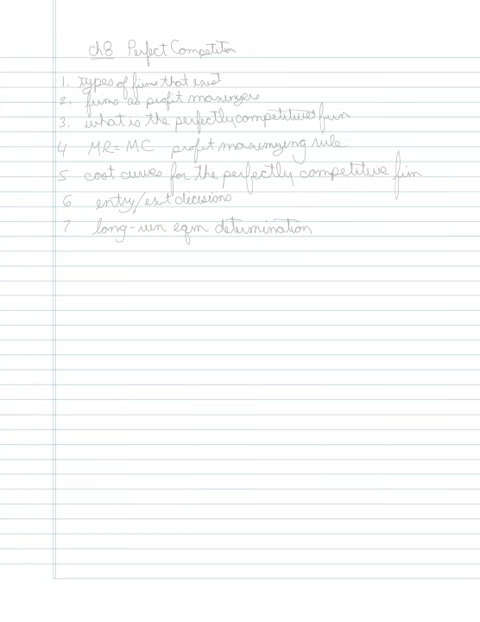 ch8 Perfect Competition
1. types of firms that exist
2. firms as profit maximizers
3. what is the perfectly competitive firm
4 MR=MC profit maximizing rule
5 cost curves for the perfectly competitive firm
6 entry/exit decisions
7 long-run eqm determination